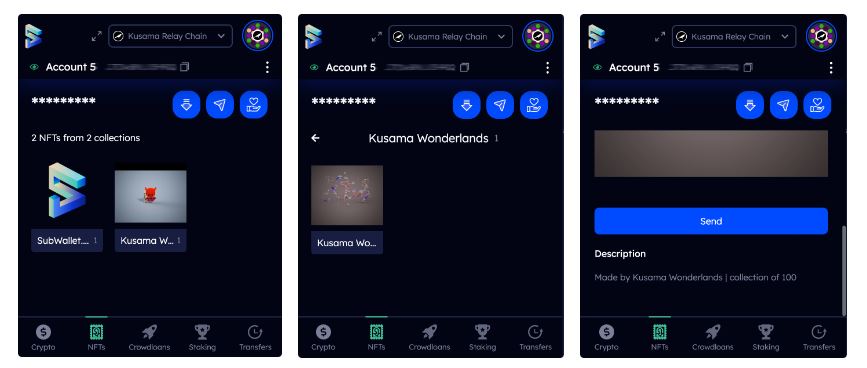 Kusama Relay Chain
Account 5
*********
2 NFTs from 2 collections
SubWallet.... 1
Kusama W... 1
Crypto
NFTs
Crowdloans
Staking
Transfers
Kusama Relay Chain
Account 5
*********
Kusama Wonderlands 1
Kusama Wo...
Crypto
NFTs
Crowdloans
Staking
Transfers
Kusama Relay Chain
Account 5
*********
Send
Description
Made by Kusama Wonderlands | collection of 100
Crypto
NFTs
Crowdloans
Staking
Transfers